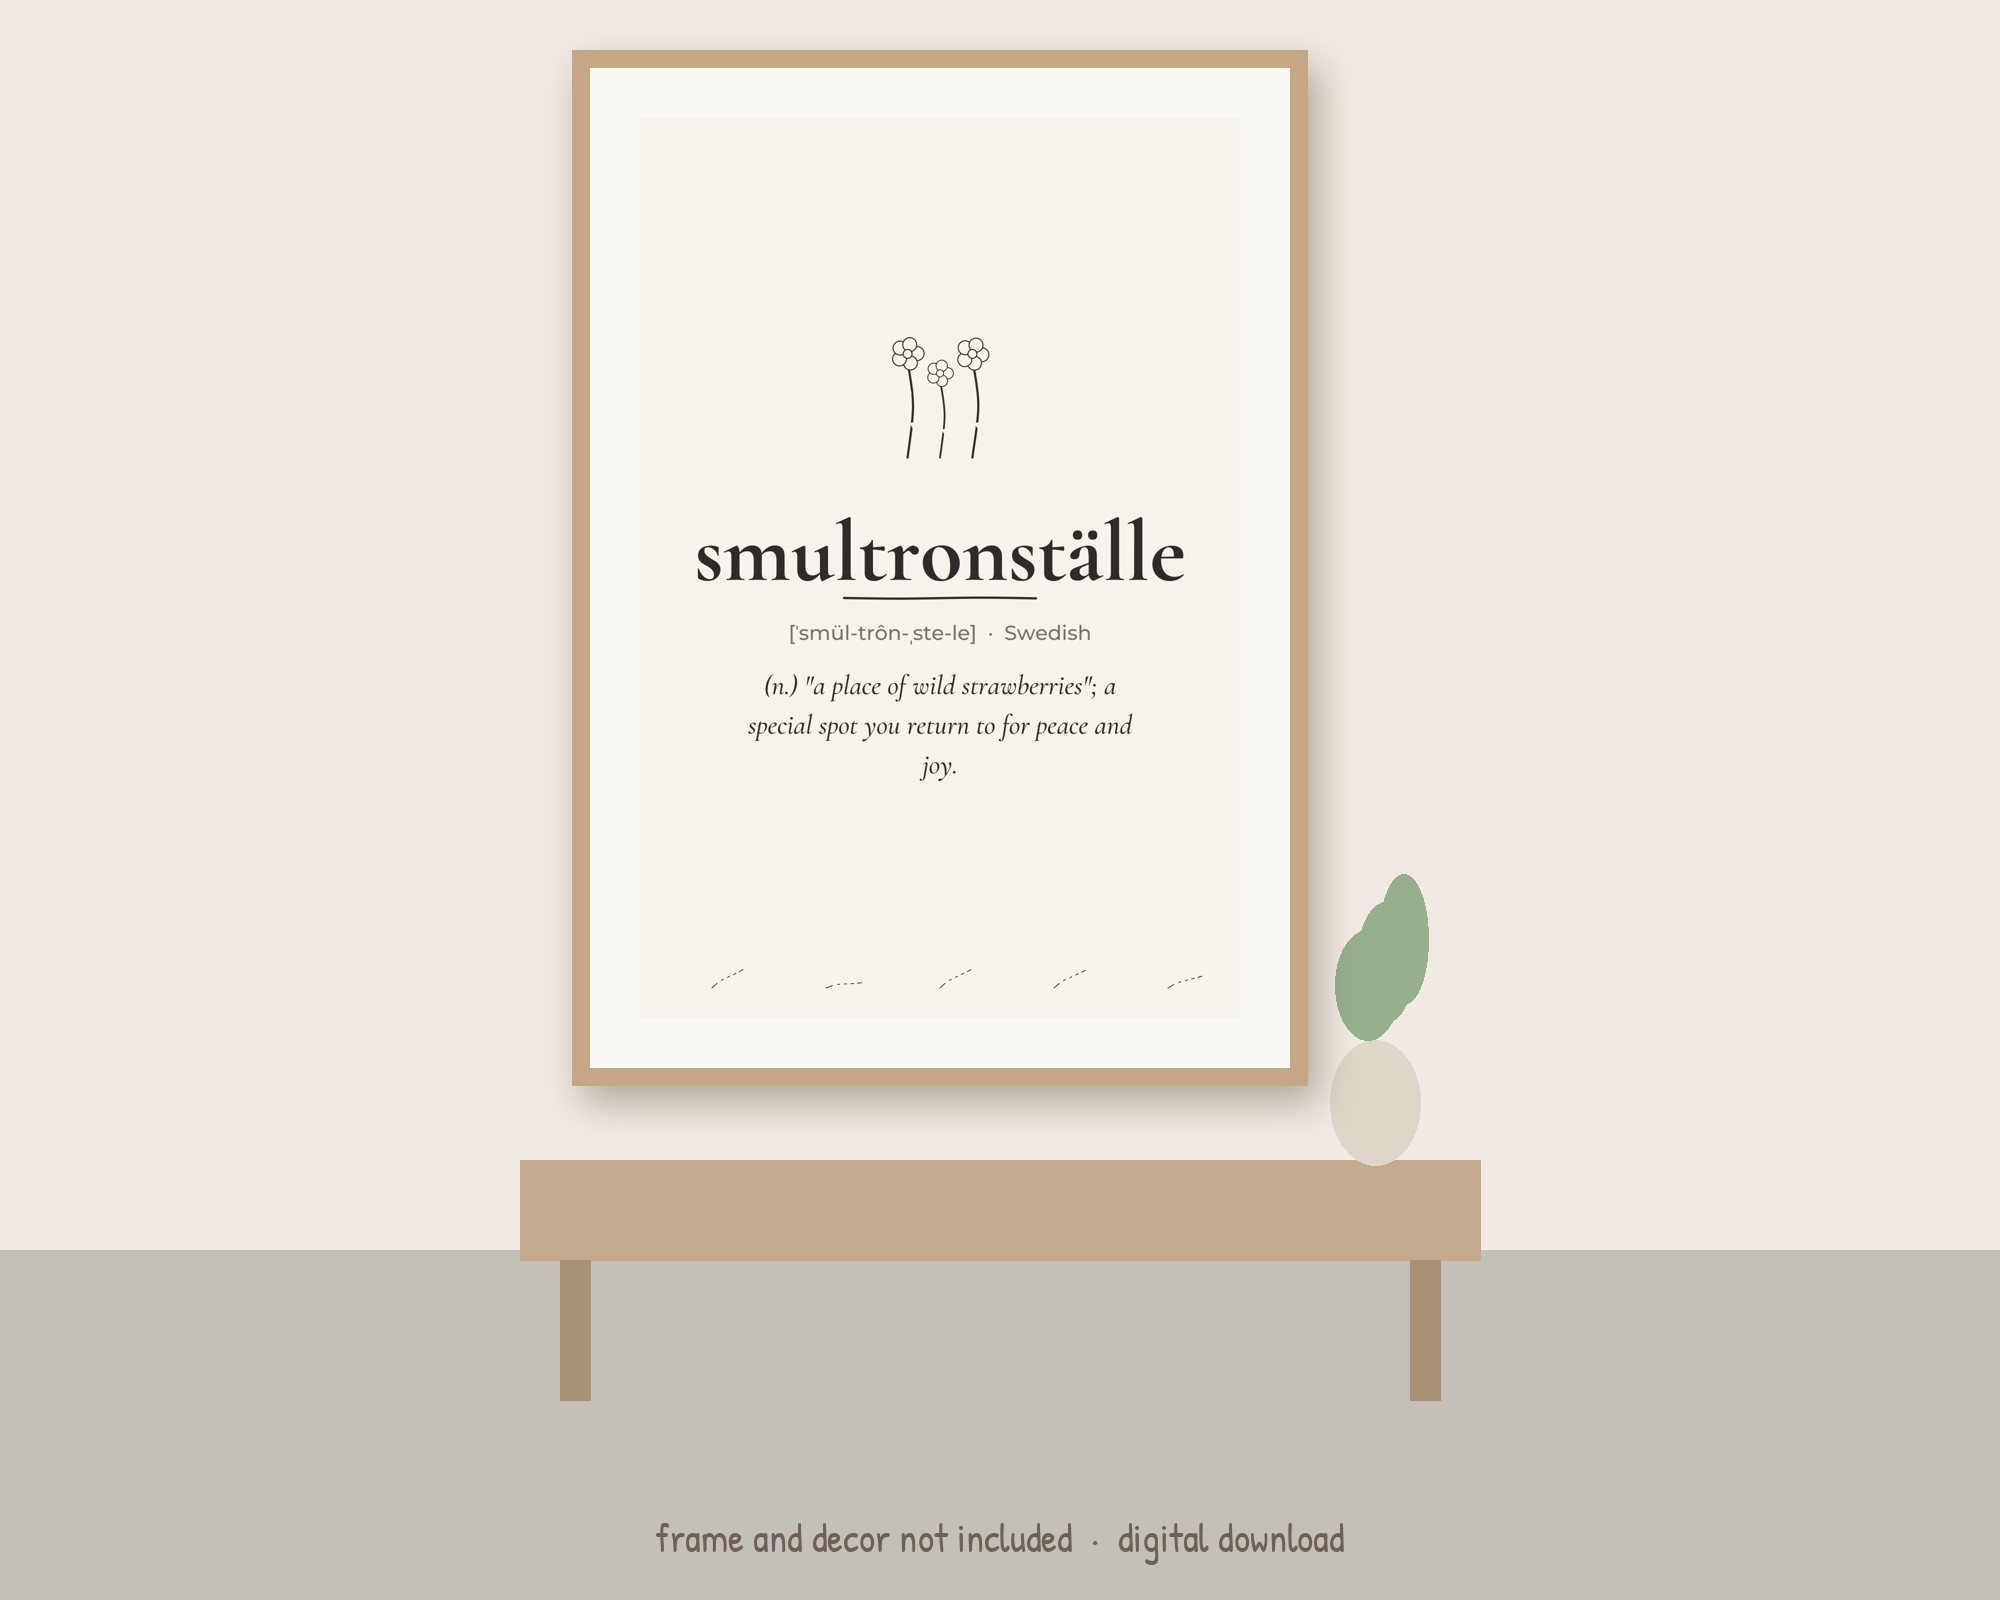 smultronställe
[ˈsmül-trôn-ˌste-le] · Swedish
(n.) "a place of wild strawberries"; a
special spot you return to for peace and
joy.
frame and decor not included · digital download